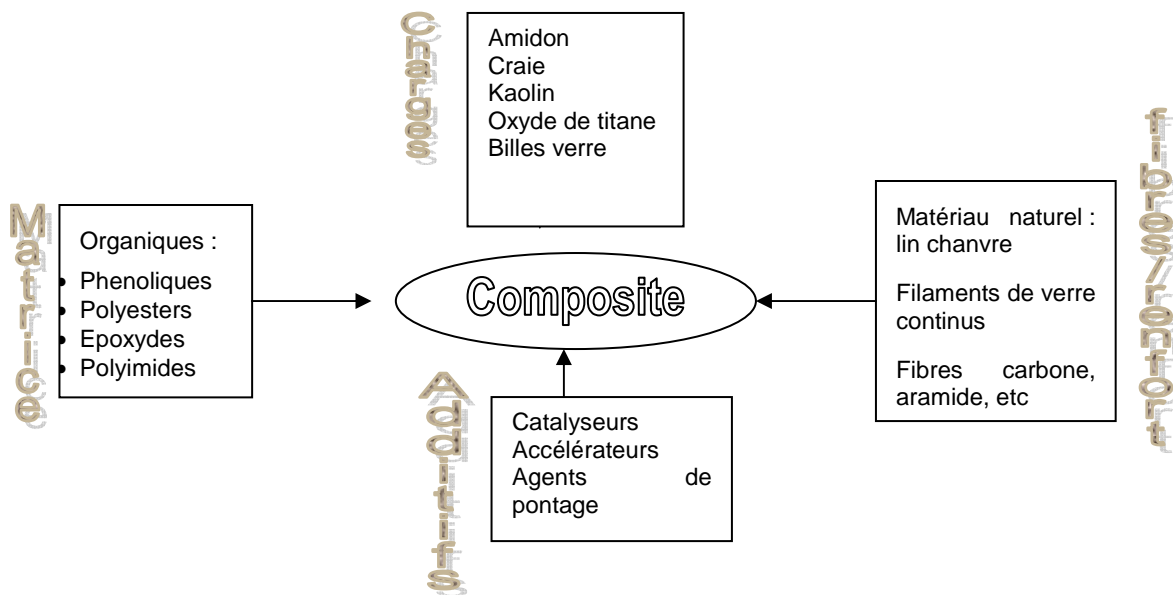 Charges
Amidon
Craie
Kaolin
Oxyde de titane
Billes verre
Matrice
Organiques :
• Phenoliques
• Polyesters
• Epoxydes
• Polyimides
Composite
fibres/renfort
Matériau naturel :
lin chanvre
Filaments de verre
continus
Fibres carbone,
aramide, etc
Additifs
Catalyseurs
Accélérateurs
Agents de
pontage